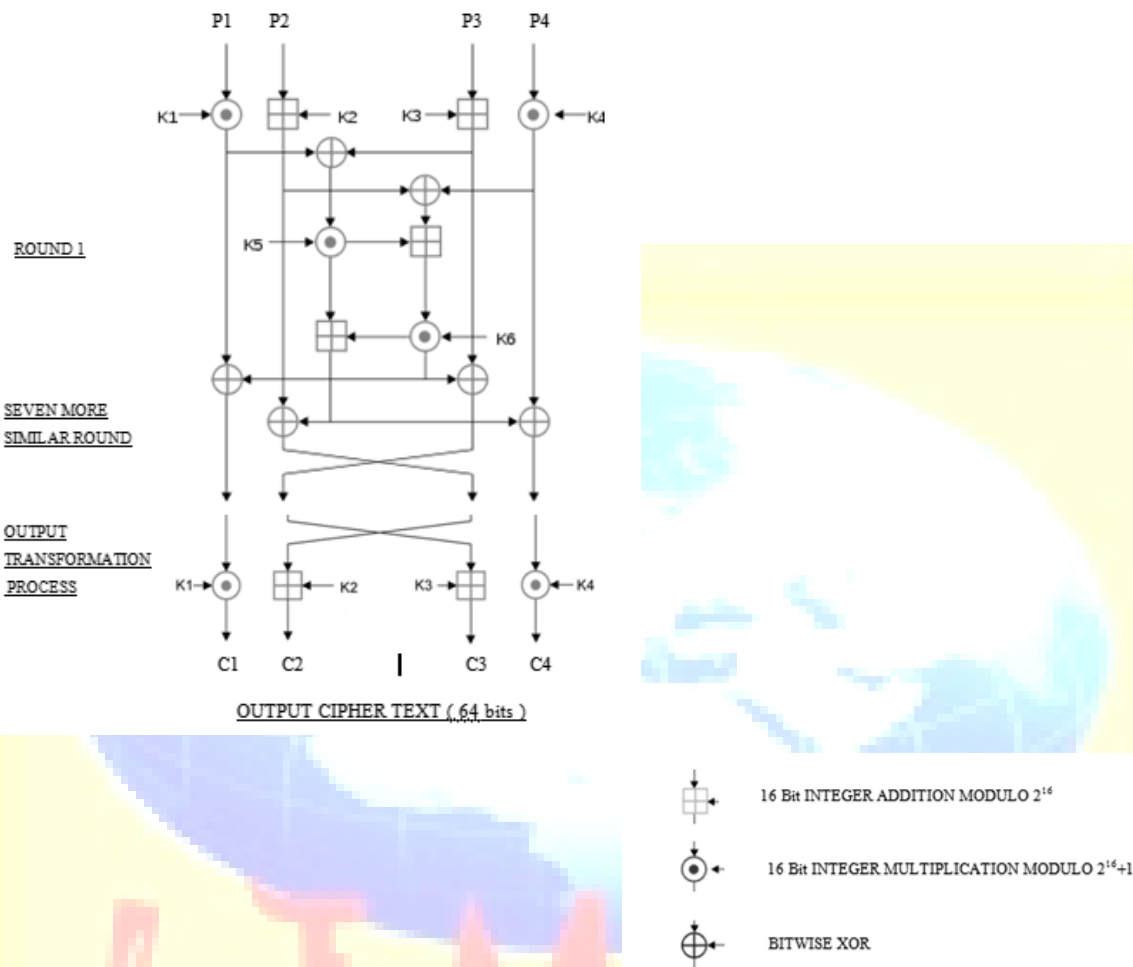 P1 P2 P3 P4
K1 K2 K3 K4
ROUND 1
K5
K6
SEVEN MORE
SIMILAR ROUND
OUTPUT
TRANSFORMATION
PROCESS
K1 K2 K3 K4
C1 C2 C3 C4
OUTPUT CIPHER TEXT ( 64 bits )
16 Bit INTEGER ADDITION MODULO 2¹⁶
16 Bit INTEGER MULTIPLICATION MODULO 2¹⁶+1
BITWISE XOR